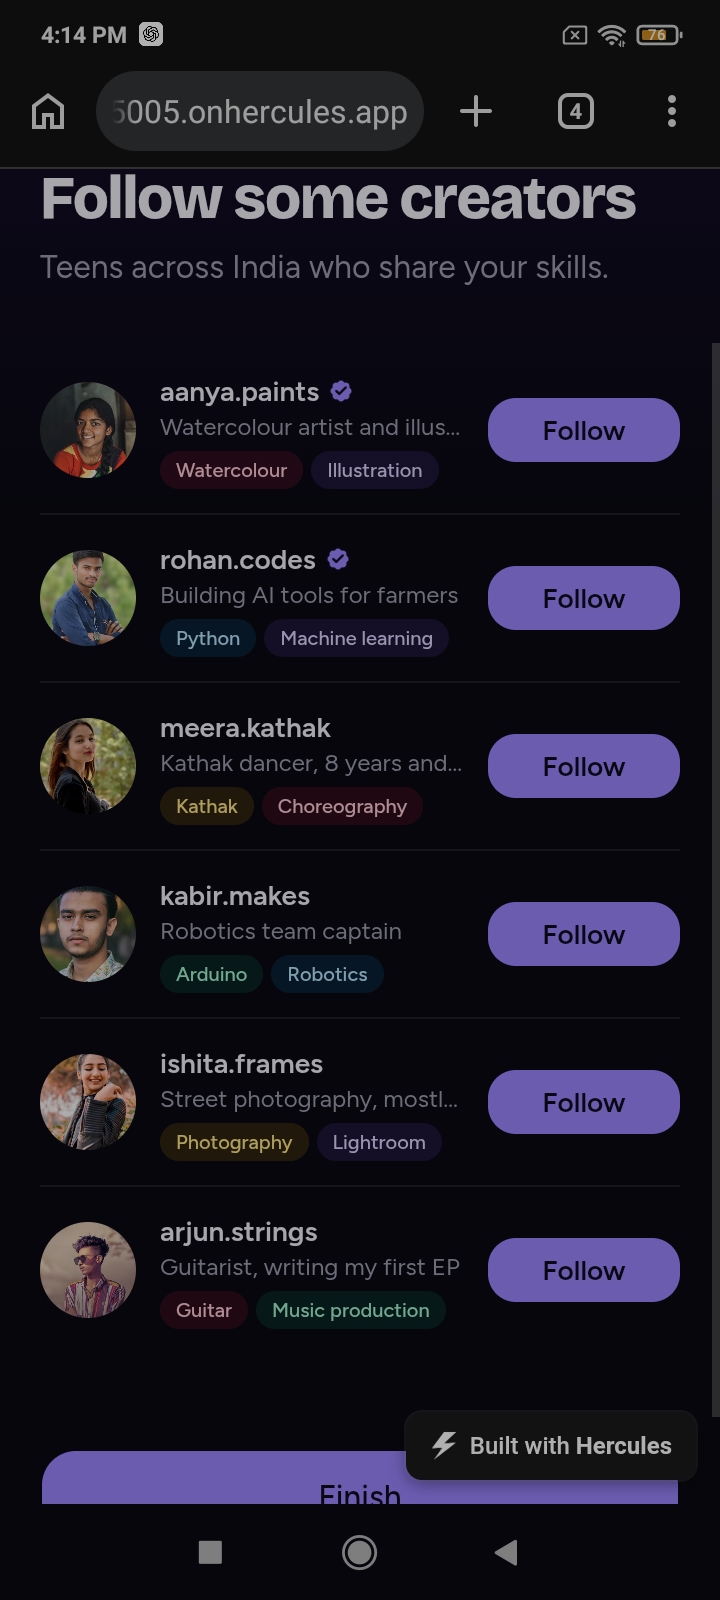 4:14 PM
76
5005.onhercules.app
4
Follow some creators
Teens across India who share your skills.
aanya.paints
Watercolour artist and illus...
Follow
Watercolour
Illustration
rohan.codes
Building AI tools for farmers
Follow
Python
Machine learning
meera.kathak
Kathak dancer, 8 years and...
Follow
Kathak
Choreography
kabir.makes
Robotics team captain
Follow
Arduino
Robotics
ishita.frames
Street photography, mostl...
Follow
Photography
Lightroom
arjun.strings
Guitarist, writing my first EP
Follow
Guitar
Music production
Built with Hercules
Finish